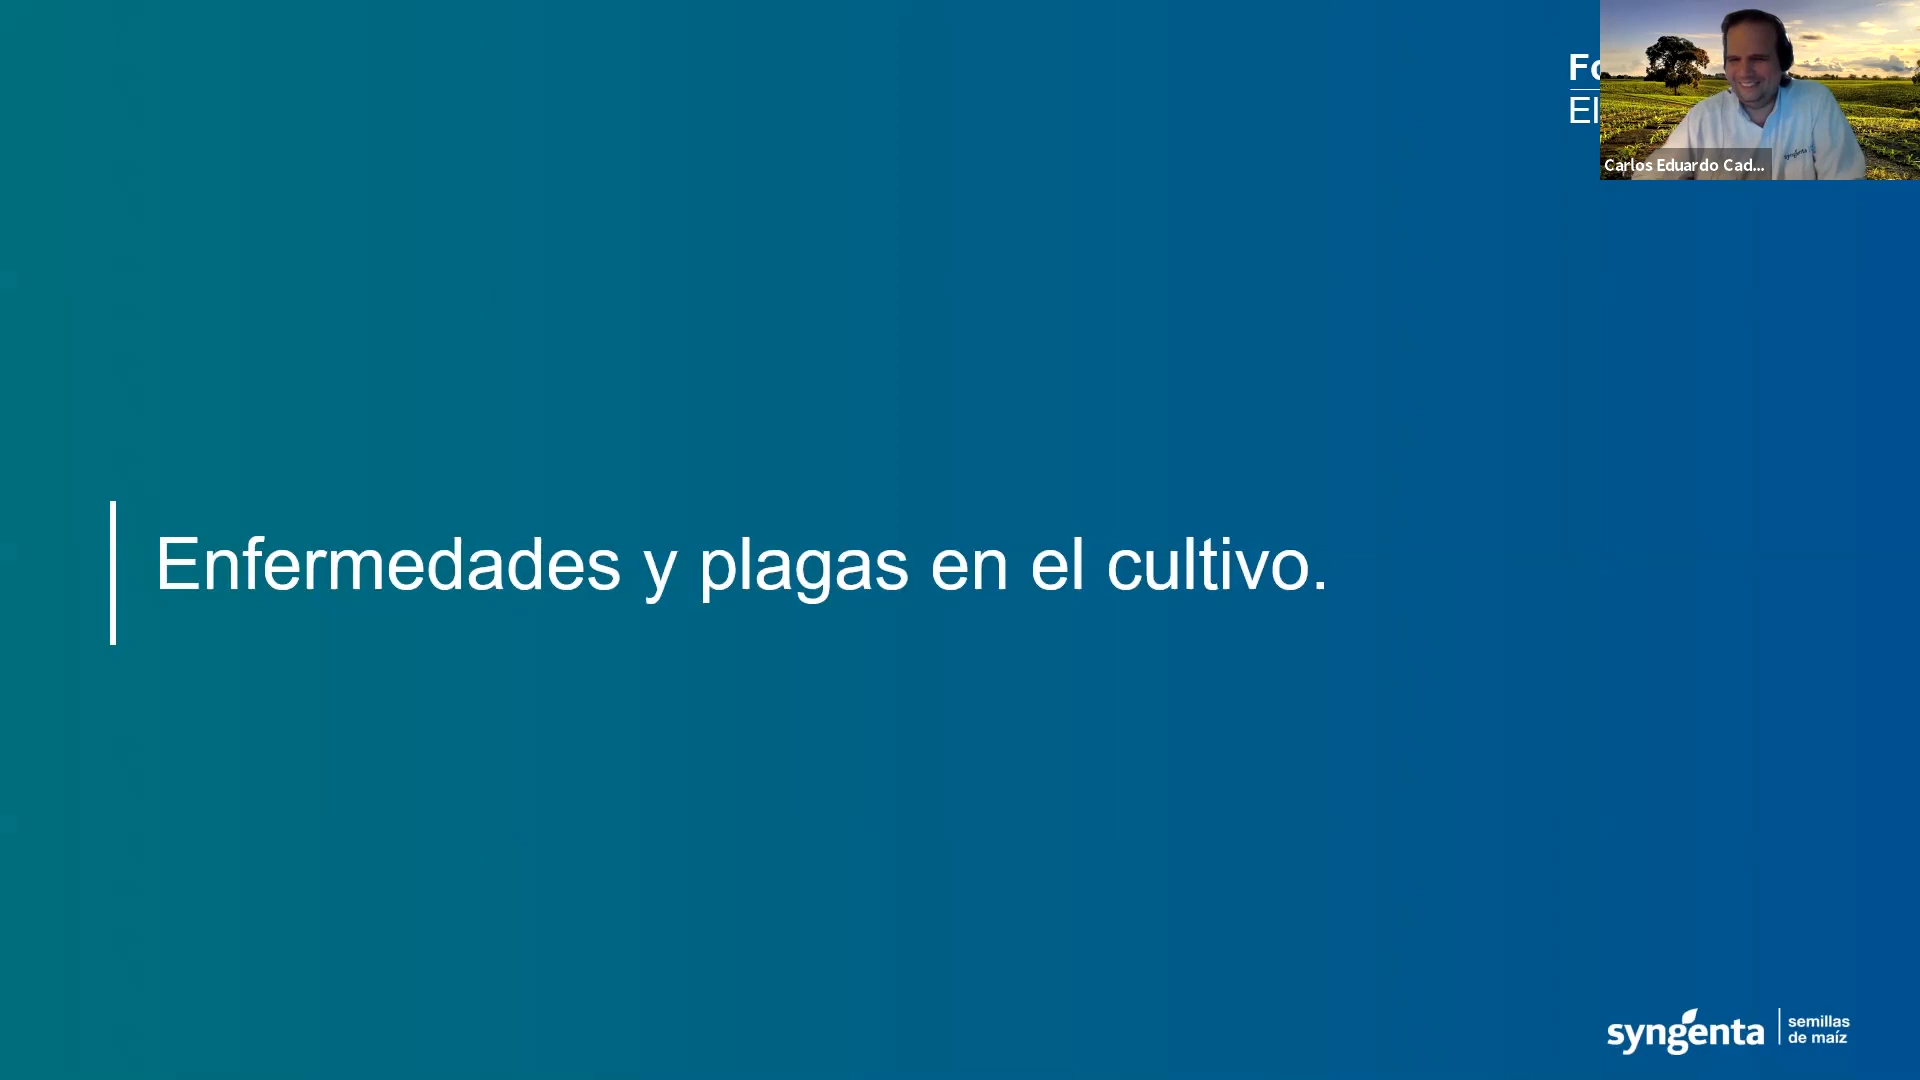 Carlos Eduardo Cad...
Enfermedades y plagas en el cultivo.
syngenta
semillas
de maíz